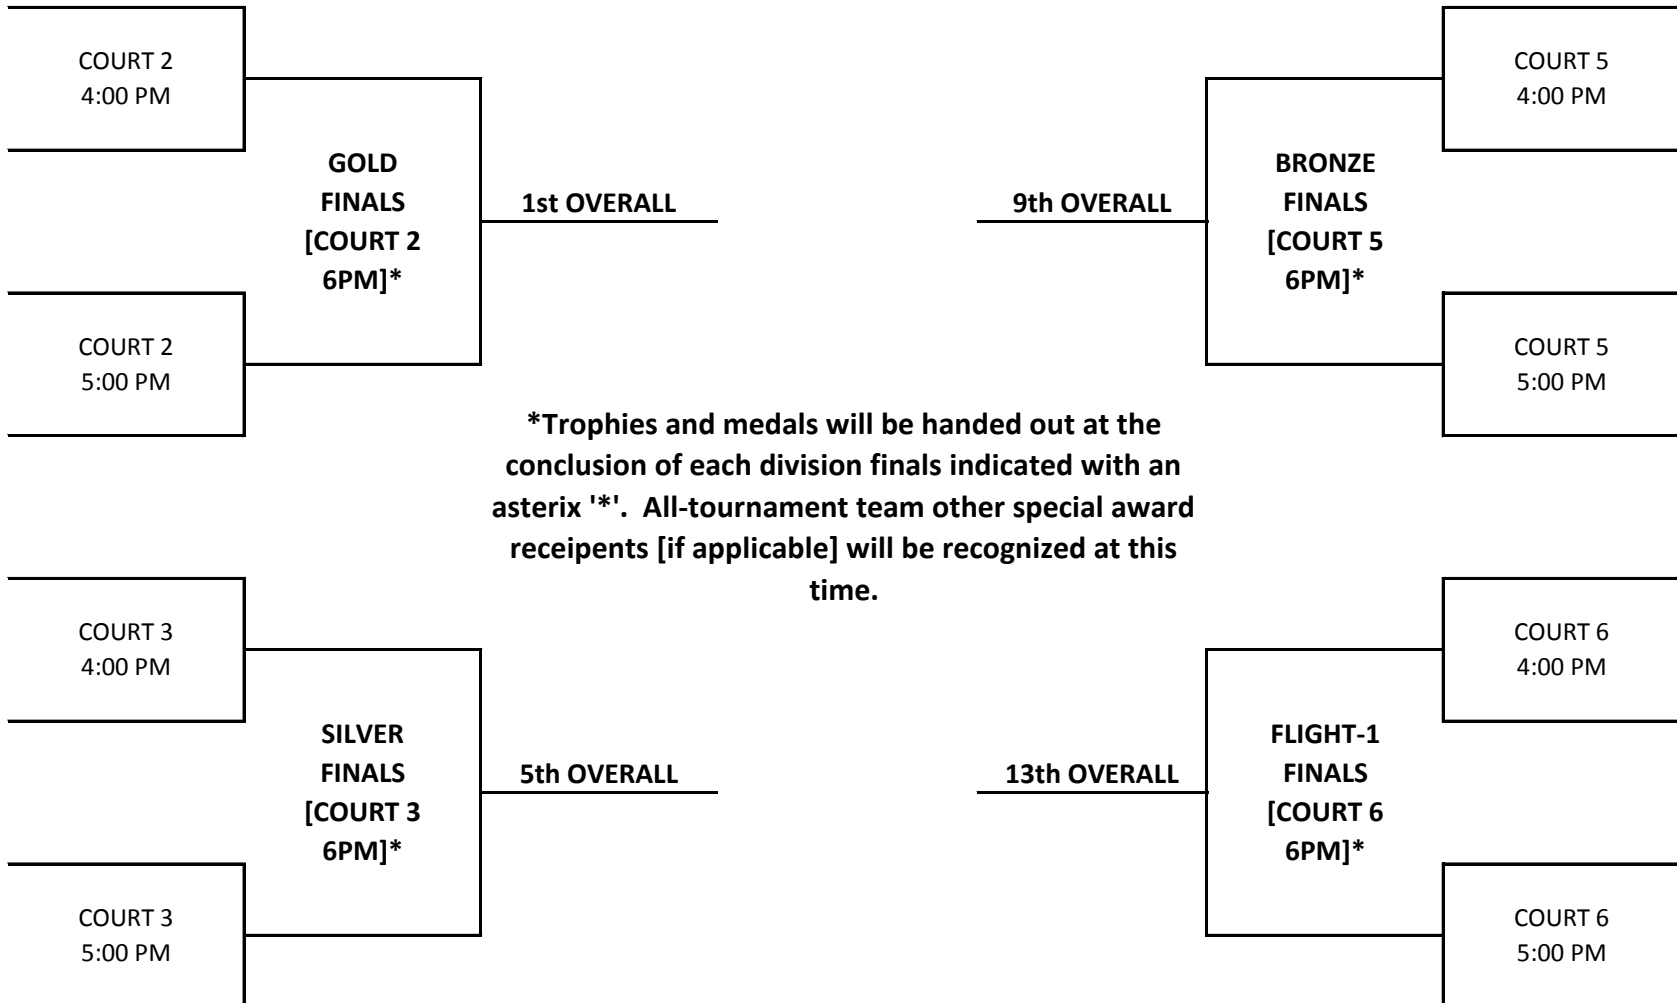 COURT 2
4:00 PM
GOLD
FINALS
[COURT 2
6PM]*
1st OVERALL
COURT 2
5:00 PM
COURT 5
4:00 PM
BRONZE
FINALS
[COURT 5
6PM]*
9th OVERALL
COURT 5
5:00 PM
*Trophies and medals will be handed out at the
conclusion of each division finals indicated with an
asterix '*'.  All-tournament team other special award
receipents [if applicable] will be recognized at this
time.
COURT 3
4:00 PM
SILVER
FINALS
[COURT 3
6PM]*
5th OVERALL
COURT 3
5:00 PM
COURT 6
4:00 PM
FLIGHT-1
FINALS
[COURT 6
6PM]*
13th OVERALL
COURT 6
5:00 PM